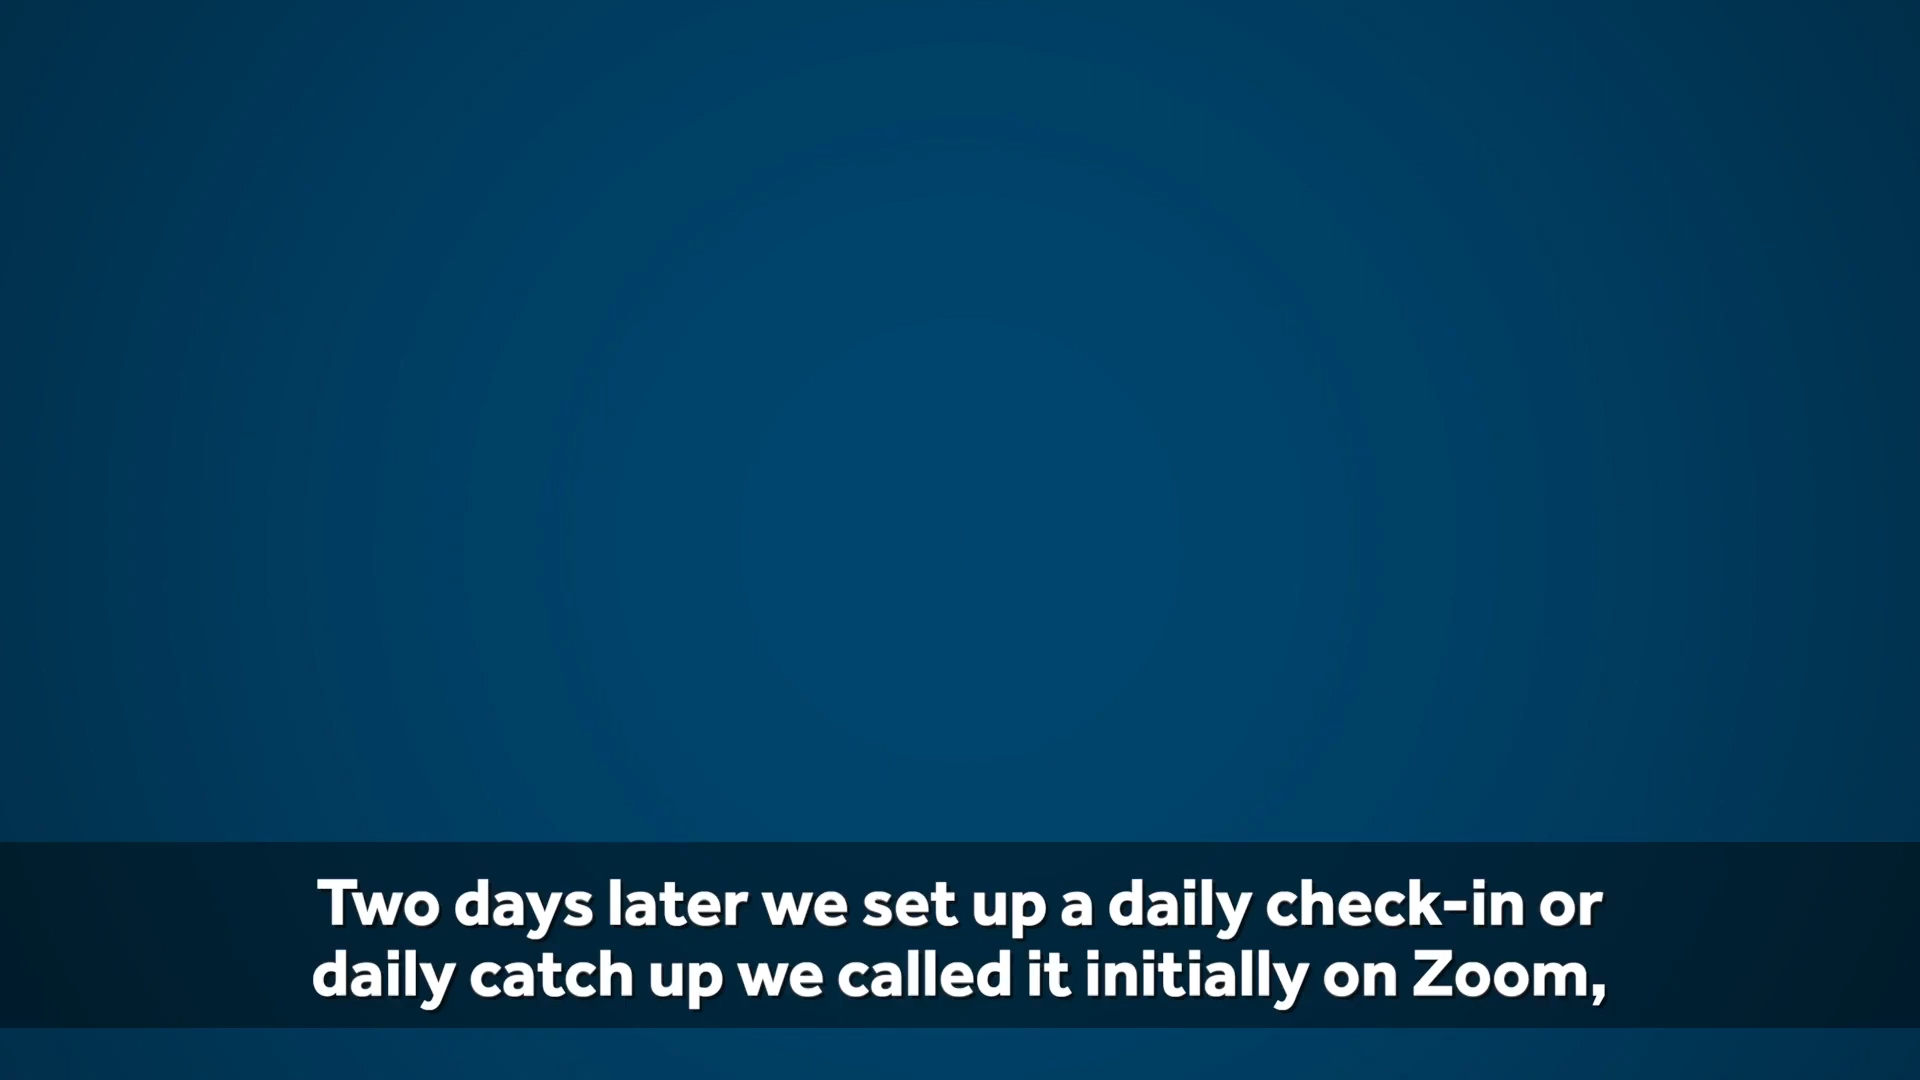 Two days later we set up a daily check-in or
daily catch up we called it initially on Zoom,